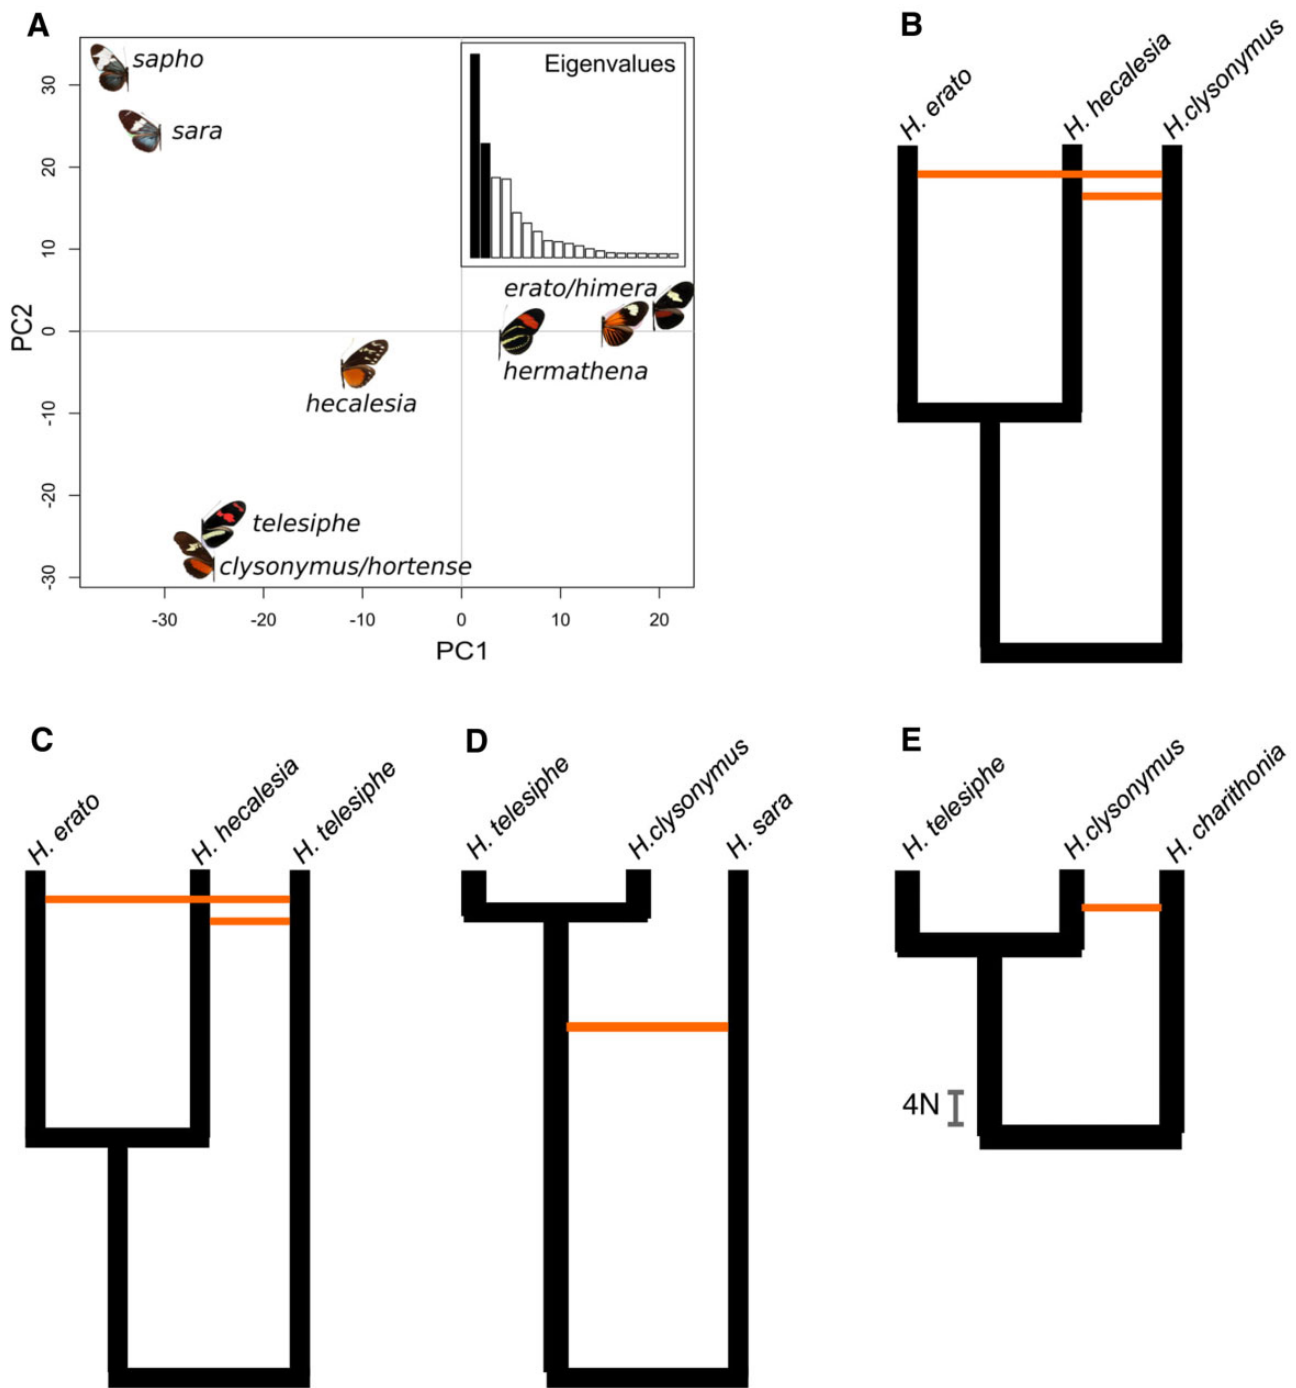 A
sapho
sara
Eigenvalues
erato/himera
hermathena
hecalesia
telesiphe
clysonymus/hortense
PC2
30
20
10
0
-10
-20
-30
-30 -20 -10 0 10 20
PC1
B
H. erato
H. hecalesia
H.clysonymus
C
H. erato
H. hecalesia
H. telesiphe
D
H. telesiphe
H.clysonymus
H. sara
E
H. telesiphe
H.clysonymus
H. charithonia
4N